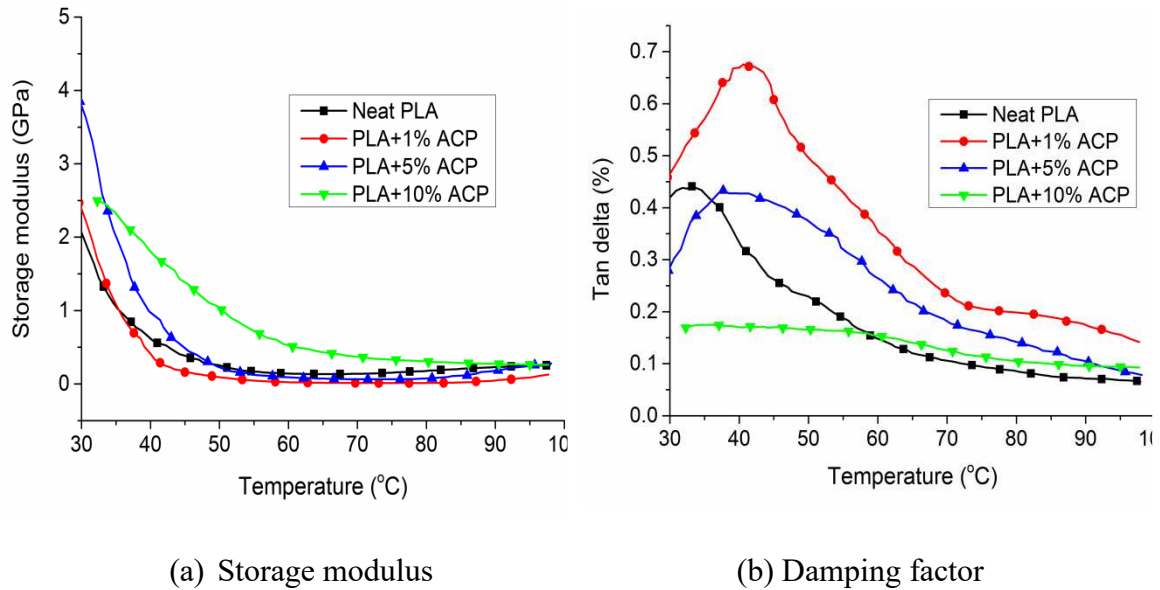 5
4
3
2
1
0
Storage modulus (GPa)
Neat PLA
PLA+1% ACP
PLA+5% ACP
PLA+10% ACP
30 40 50 60 70 80 90 10
Temperature (°C)
0.7
0.6
0.5
0.4
0.3
0.2
0.1
0.0
Tan delta (%)
Neat PLA
PLA+1% ACP
PLA+5% ACP
PLA+10% ACP
30 40 50 60 70 80 90 10
Temperature (°C)
(a) Storage modulus
(b) Damping factor